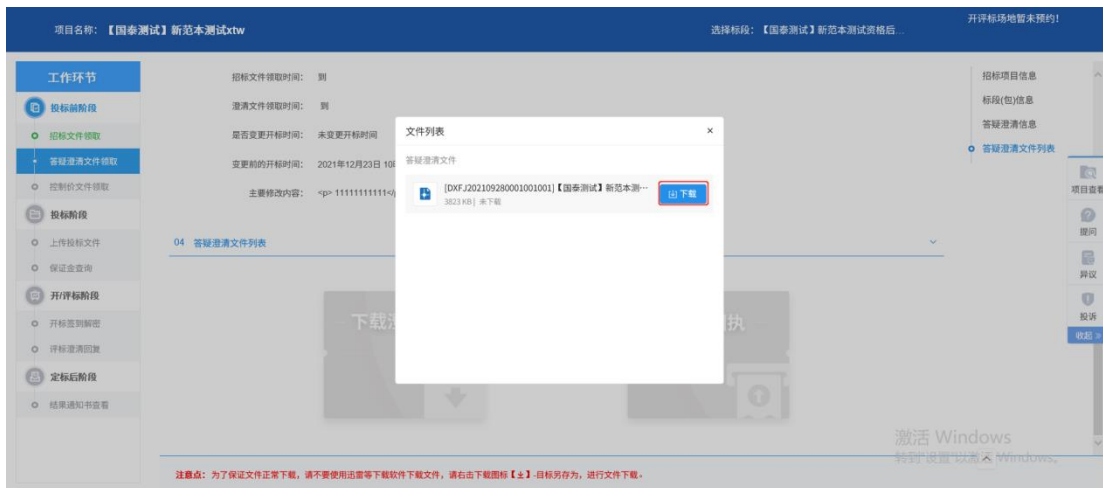 项目名称：【国泰测试】新范本测试xtw
选择标段：【国泰测试】新范本测试资格后...
开评标场地暂未预约！
工作环节
投标前阶段
招标文件领取
答疑澄清文件领取
控制价文件领取
投标阶段
上传投标文件
保证金查询
开/评标阶段
开标签到解密
评标澄清回复
定标后阶段
结果通知书查看
招标文件领取时间： 到
澄清文件领取时间： 到
是否变更开标时间： 未变更开标时间
变更前的开标时间： 2021年12月23日 10
主要修改内容： <p> 11111111111</
04 答疑澄清文件列表
下载
执
文件列表
×
答疑澄清文件
[DXFJ202109280001001001]【国泰测试】新范本测…
3823 KB| 未下载
下载
招标项目信息
标段(包)信息
答疑澄清信息
答疑澄清文件列表
项目查看
提问
异议
投诉
收起 »
激活 Windows
转到"设置"以激活 Windows。
注意点：为了保证文件正常下载，请不要使用迅雷等下载软件下载文件，请右击下载图标【↓】-目标另存为，进行文件下载。